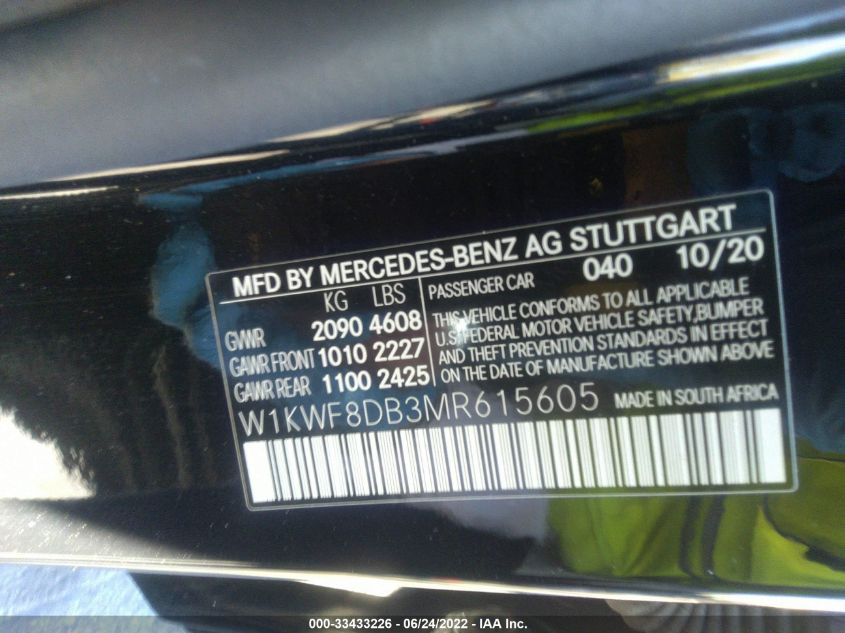 MFD BY MERCEDES-BENZ AG STUTTGART
KG LBS
GVWR 2090 4608
GAWR FRONT 1010 2227
GAWR REAR 1100 2425
PASSENGER CAR 040 10/20
THIS VEHICLE CONFORMS TO ALL APPLICABLE
U.S.FEDERAL MOTOR VEHICLE SAFETY,BUMPER
AND THEFT PREVENTION STANDARDS IN EFFECT
ON THE DATE OF MANUFACTURE SHOWN ABOVE
W1KWF8DB3MR615605 MADE IN SOUTH AFRICA
000-33433226 - 06/24/2022 - IAA Inc.